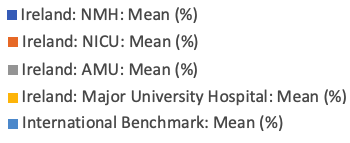 Ireland: NMH: Mean (%)
Ireland: NICU: Mean (%)
Ireland: AMU: Mean (%)
Ireland: Major University Hospital: Mean (%)
International Benchmark: Mean (%)